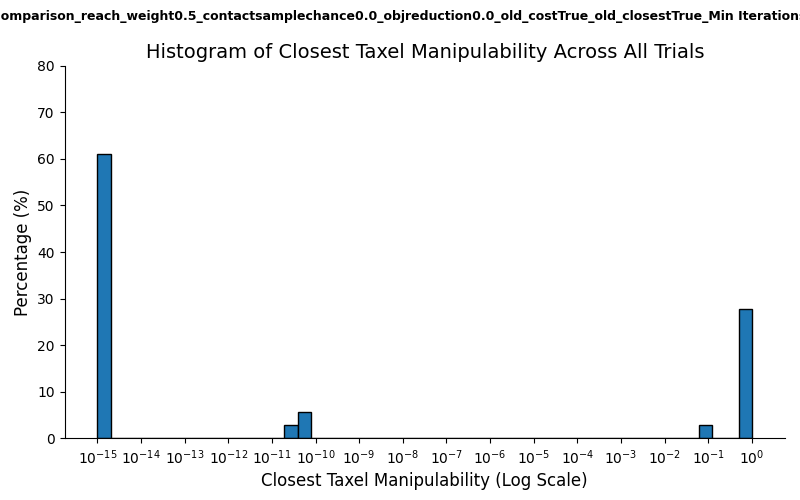 omparison_reach_weight0.5_contactsamplechance0.0_objreduction0.0_old_costTrue_old_closestTrue_Min Iterations
Histogram of Closest Taxel Manipulability Across All Trials
80
70
60
50
40
30
20
10
0
Percentage (%)
10⁻¹⁵ 10⁻¹⁴ 10⁻¹³ 10⁻¹² 10⁻¹¹ 10⁻¹⁰ 10⁻⁹ 10⁻⁸ 10⁻⁷ 10⁻⁶ 10⁻⁵ 10⁻⁴ 10⁻³ 10⁻² 10⁻¹ 10⁰
Closest Taxel Manipulability (Log Scale)